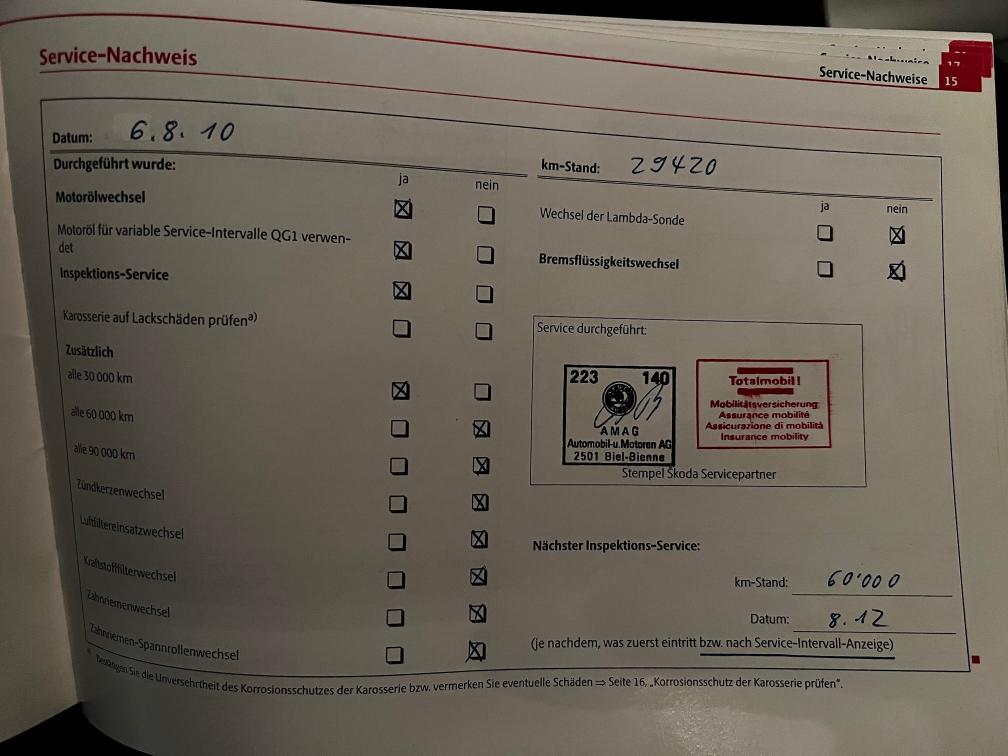 Service-Nachweis
Service-Nachweise 15
17
Datum: 6.8.10
km-Stand: 29420
Durchgeführt wurde:
ja nein
Motorölwechsel
Motoröl für variable Service-Intervalle QG1 verwen-
det
Inspektions-Service
Karosserie auf Lackschäden prüfen a)
Zusätzlich
alle 30 000 km
alle 60 000 km
alle 90 000 km
Zündkerzenwechsel
Luftfiltereinsatzwechsel
Kraftstofffilterwechsel
Zahnriemenwechsel
Zahnriemen-Spannrollenwechsel
ja nein
Wechsel der Lambda-Sonde
Bremsflüssigkeitswechsel
Service durchgeführt:
223 140
AMAG
Automobil-u.Motoren AG
2501 Biel-Bienne
Totalmobil!
Mobilitätsversicherung
Assurance mobilité
Assicurazione di mobilità
Insurance mobility
Stempel Škoda Servicepartner
Nächster Inspektions-Service:
km-Stand: 60'000
Datum: 8.12
(je nachdem, was zuerst eintritt bzw. nach Service-Intervall-Anzeige)
a) Bestätigen Sie die Unversehrtheit des Korrosionsschutzes der Karosserie bzw. vermerken Sie eventuelle Schäden ⇒ Seite 16, „Korrosionsschutz der Karosserie prüfen“.